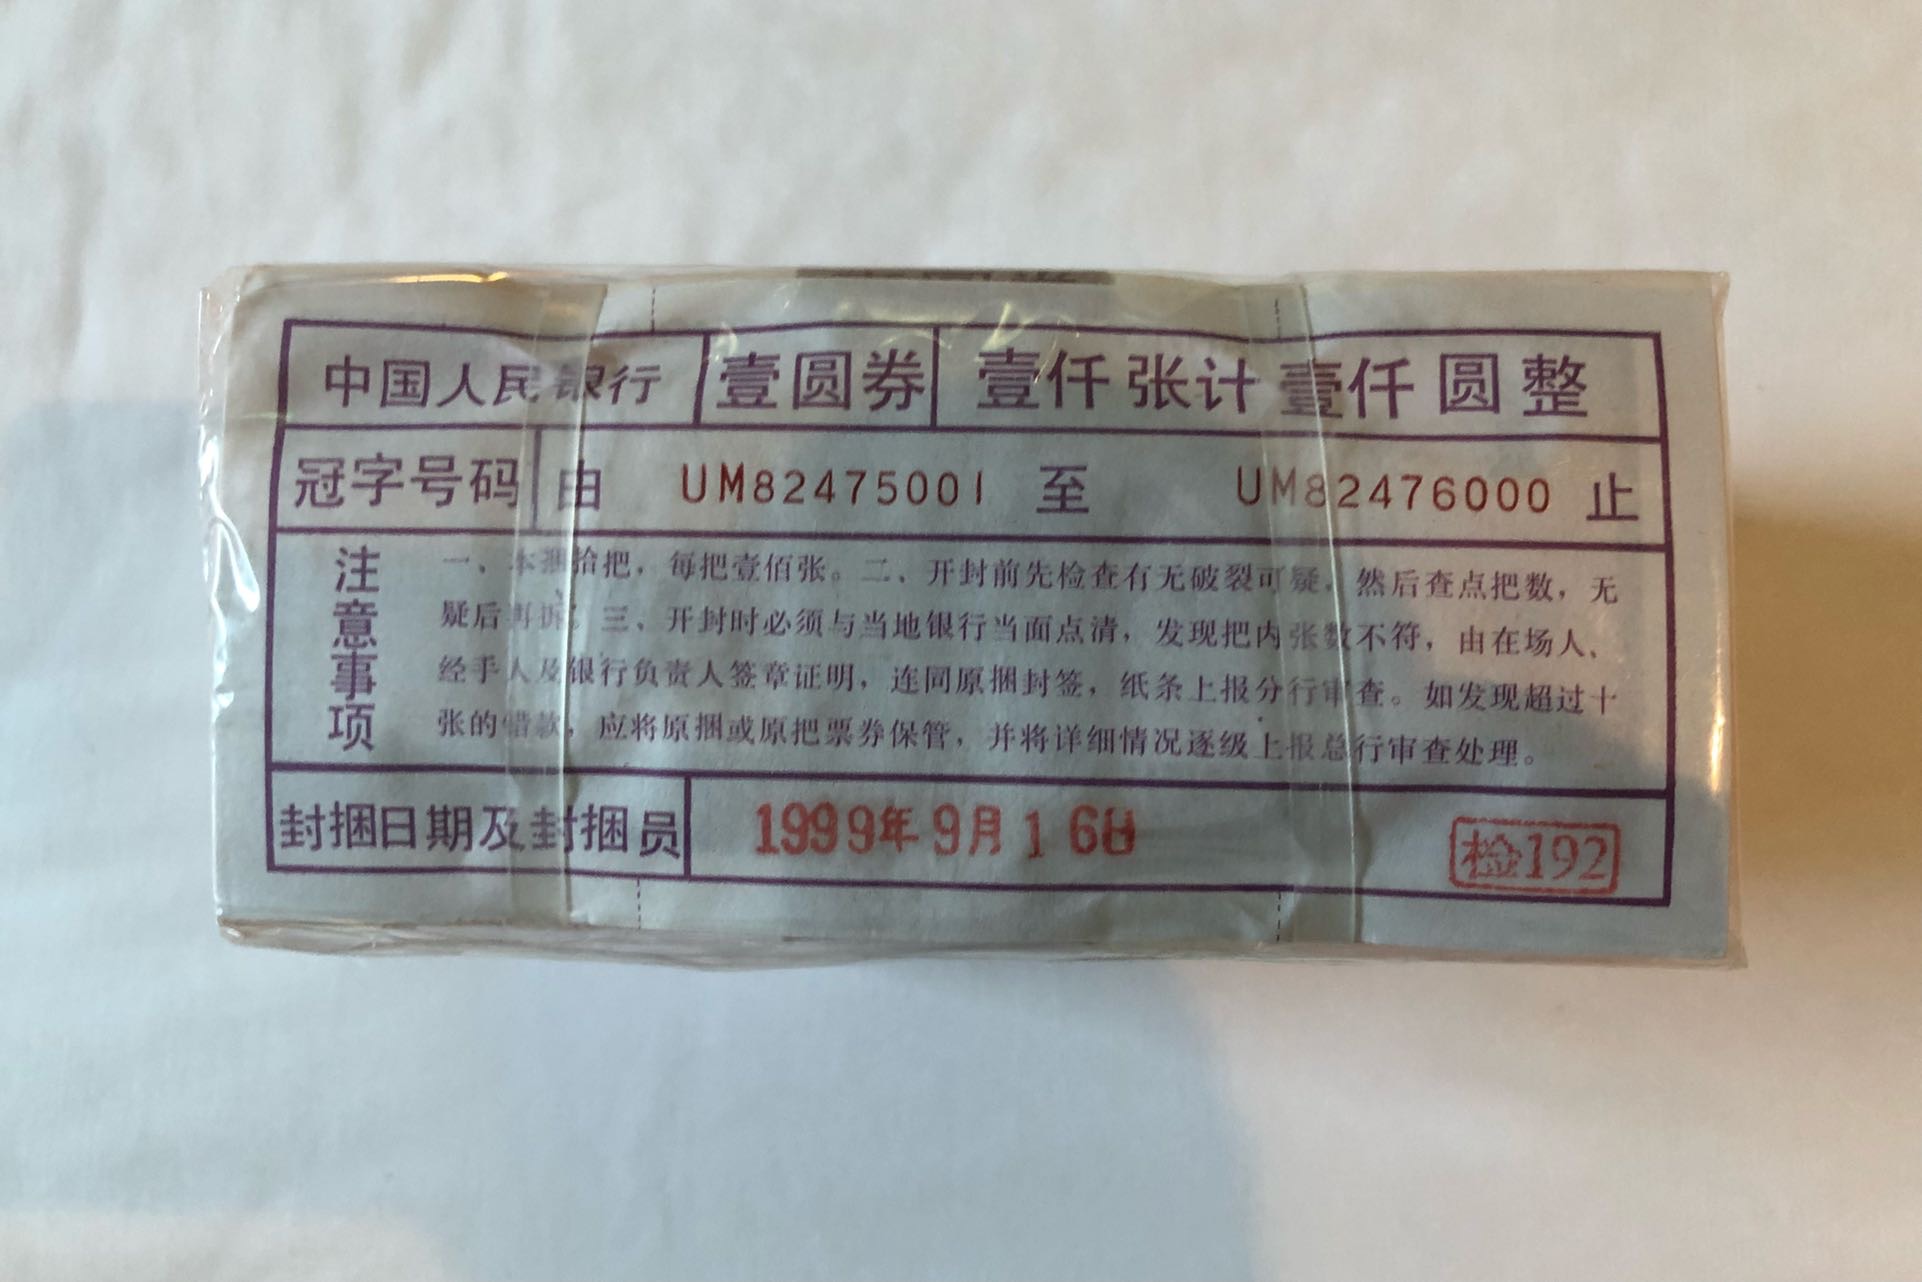 中国人民银行 壹圆券 壹仟张计壹仟圆整
冠字号码 由 UM82475001 至 UM82476000 止
注意事项
一、本捆拾把，每把壹佰张。二、开封前先检查有无破裂可疑，然后查点把数，无
疑后再拆。三、开封时必须与当地银行当面点清，发现把内张数不符，由在场人、
经手人及银行负责人签章证明，连同原捆封签，纸条上报分行审查。如发现超过十
张的错款，应将原捆或原把票券保管，并将详细情况逐级上报总行审查处理。
封捆日期及封捆员 1999年9月16日 检192